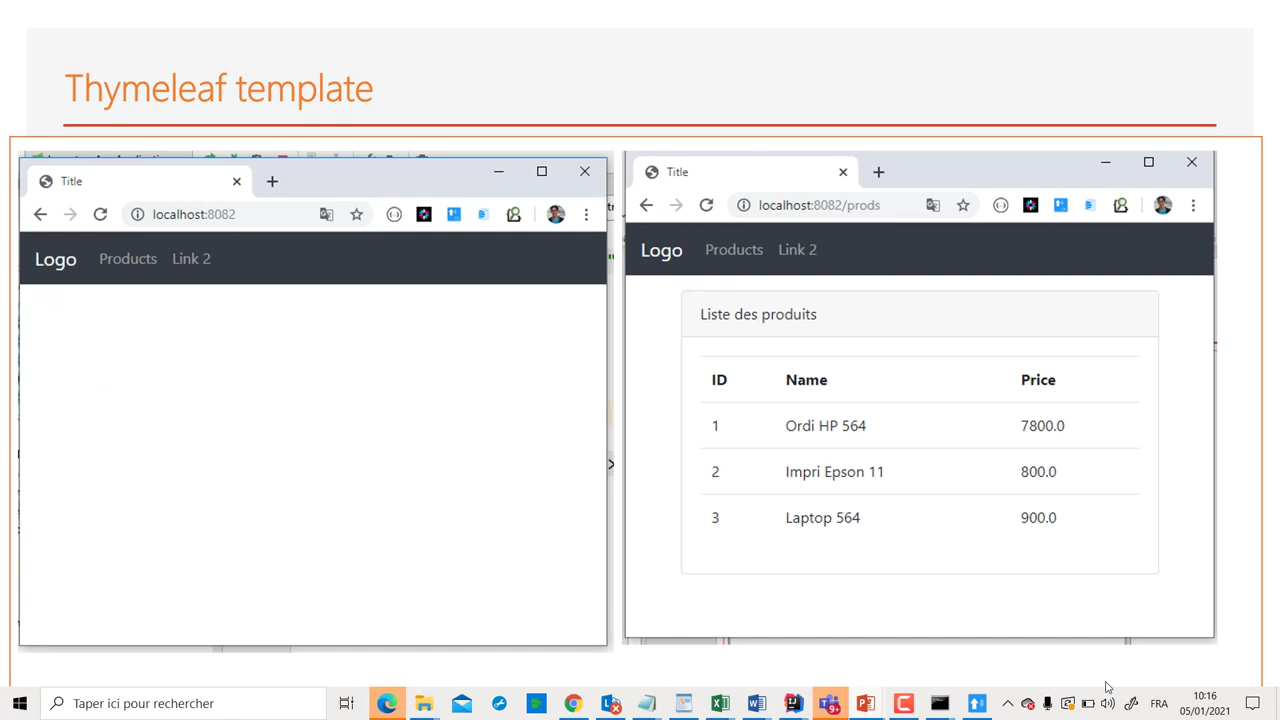 Thymeleaf template
Title
localhost:8082
Logo Products Link 2
Title
localhost:8082/prods
Logo Products Link 2
Liste des produits
ID Name Price
1 Ordi HP 564 7800.0
2 Impri Epson 11 800.0
3 Laptop 564 900.0
Taper ici pour rechercher
FRA
10:16
05/01/2021